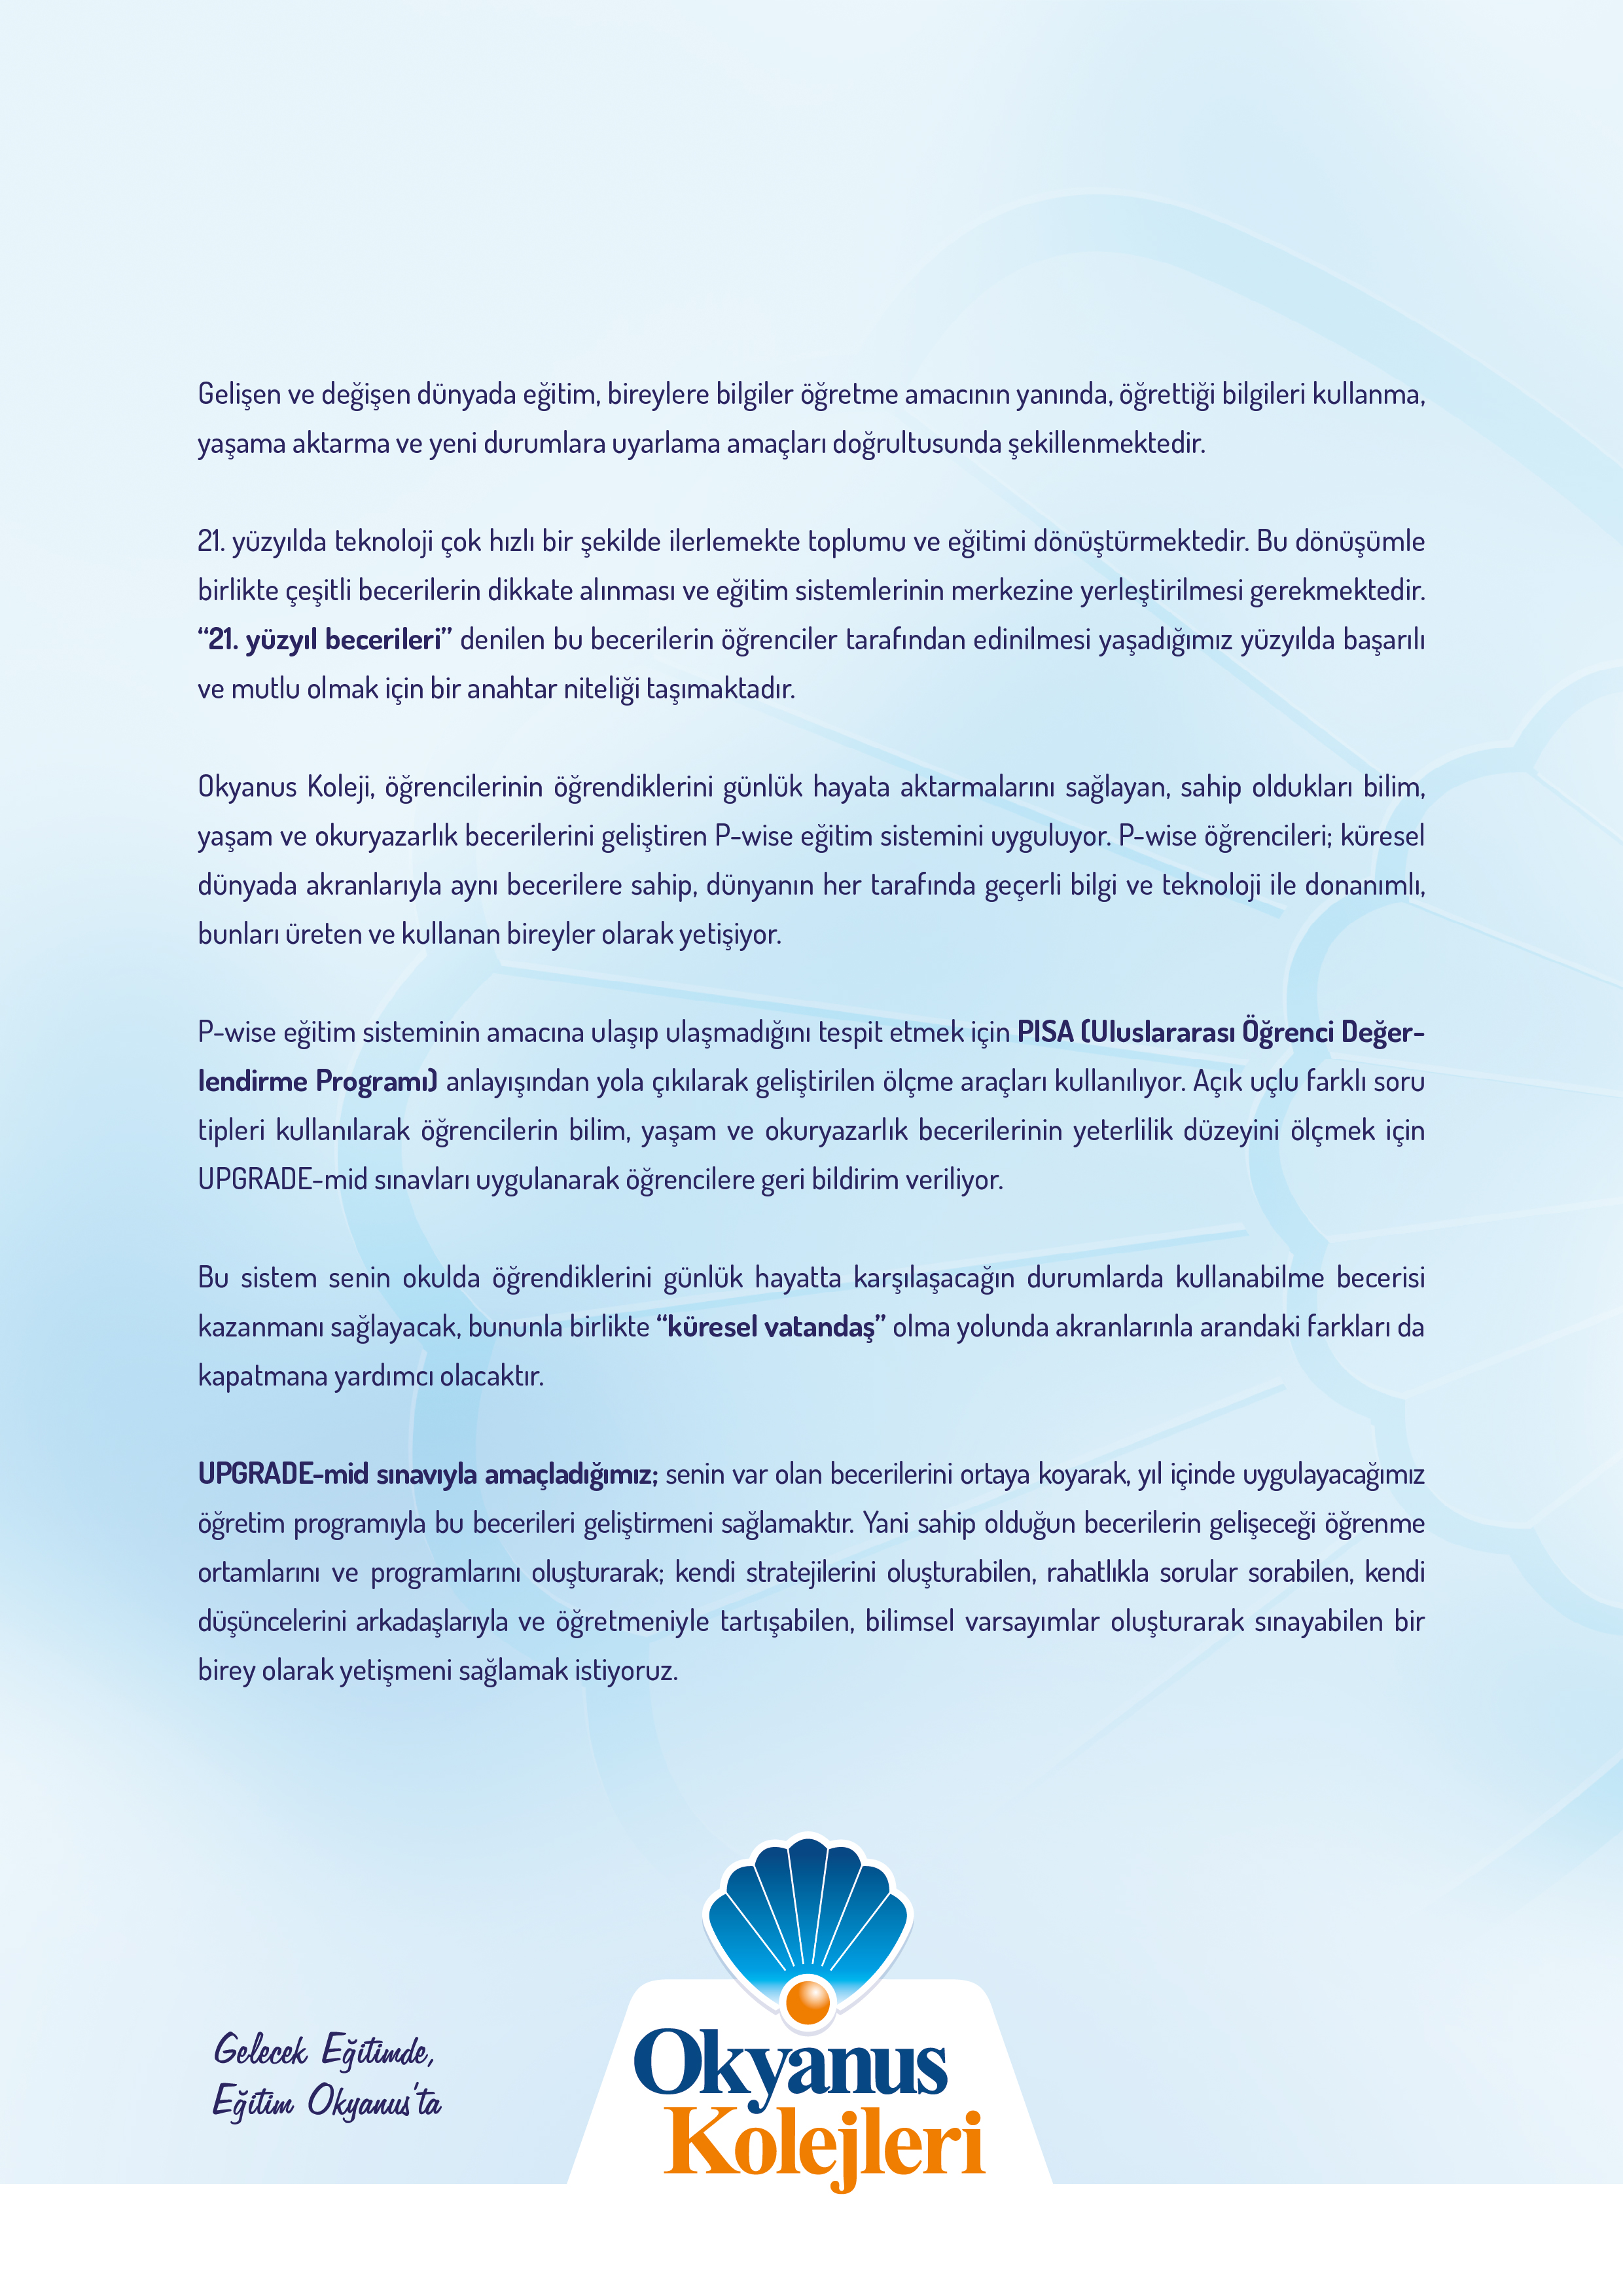 Gelişen ve değişen dünyada eğitim, bireylere bilgiler öğretme amacının yanında, öğrettiği bilgileri kullanma,
yaşama aktarma ve yeni durumlara uyarlama amaçları doğrultusunda şekillenmektedir.
21. yüzyılda teknoloji çok hızlı bir şekilde ilerlemekte toplumu ve eğitimi dönüştürmektedir. Bu dönüşümle
birlikte çeşitli becerilerin dikkate alınması ve eğitim sistemlerinin merkezine yerleştirilmesi gerekmektedir.
“21. yüzyıl becerileri” denilen bu becerilerin öğrenciler tarafından edinilmesi yaşadığımız yüzyılda başarılı
ve mutlu olmak için bir anahtar niteliği taşımaktadır.
Okyanus Koleji, öğrencilerinin öğrendiklerini günlük hayata aktarmalarını sağlayan, sahip oldukları bilim,
yaşam ve okuryazarlık becerilerini geliştiren P-wise eğitim sistemini uyguluyor. P-wise öğrencileri; küresel
dünyada akranlarıyla aynı becerilere sahip, dünyanın her tarafında geçerli bilgi ve teknoloji ile donanımlı,
bunları üreten ve kullanan bireyler olarak yetişiyor.
P-wise eğitim sisteminin amacına ulaşıp ulaşmadığını tespit etmek için PISA (Uluslararası Öğrenci Değer-
lendirme Programı) anlayışından yola çıkılarak geliştirilen ölçme araçları kullanılıyor. Açık uçlu farklı soru
tipleri kullanılarak öğrencilerin bilim, yaşam ve okuryazarlık becerilerinin yeterlilik düzeyini ölçmek için
UPGRADE-mid sınavları uygulanarak öğrencilere geri bildirim veriliyor.
Bu sistem senin okulda öğrendiklerini günlük hayatta karşılaşacağın durumlarda kullanabilme becerisi
kazanmanı sağlayacak, bununla birlikte “küresel vatandaş” olma yolunda akranlarınla arandaki farkları da
kapatmana yardımcı olacaktır.
UPGRADE-mid sınavıyla amaçladığımız; senin var olan becerilerini ortaya koyarak, yıl içinde uygulayacağımız
öğretim programıyla bu becerileri geliştirmeni sağlamaktır. Yani sahip olduğun becerilerin gelişeceği öğrenme
ortamlarını ve programlarını oluşturarak; kendi stratejilerini oluşturabilen, rahatlıkla sorular sorabilen, kendi
düşüncelerini arkadaşlarıyla ve öğretmeniyle tartışabilen, bilimsel varsayımlar oluşturarak sınayabilen bir
birey olarak yetişmeni sağlamak istiyoruz.
Gelecek Eğitimde,
Eğitim Okyanus'ta
Okyanus
Kolejleri